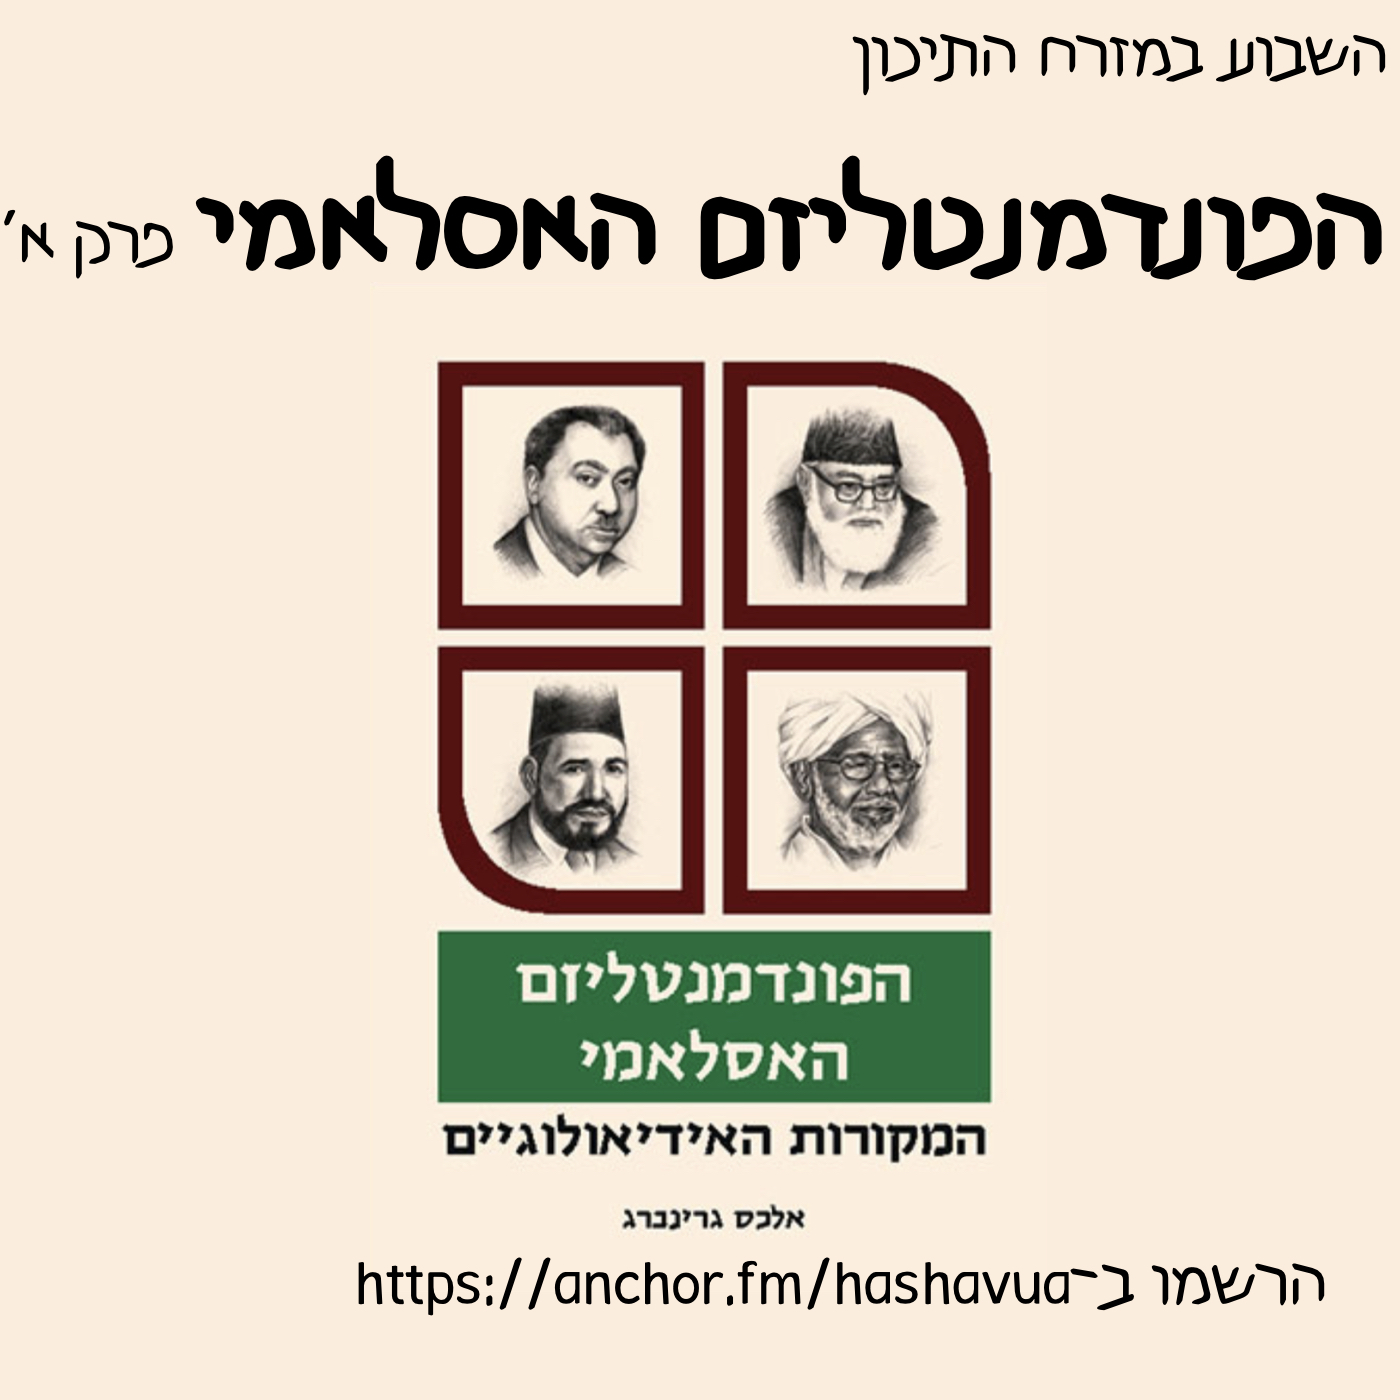 השבוע במזרח התיכון
הפונדמנטליזם האסלאמי פרק א'
הפונדמנטליזם
האסלאמי
המקורות האידיאולוגיים
אלכס גרינברג
הרשמו ב-https://anchor.fm/hashavua